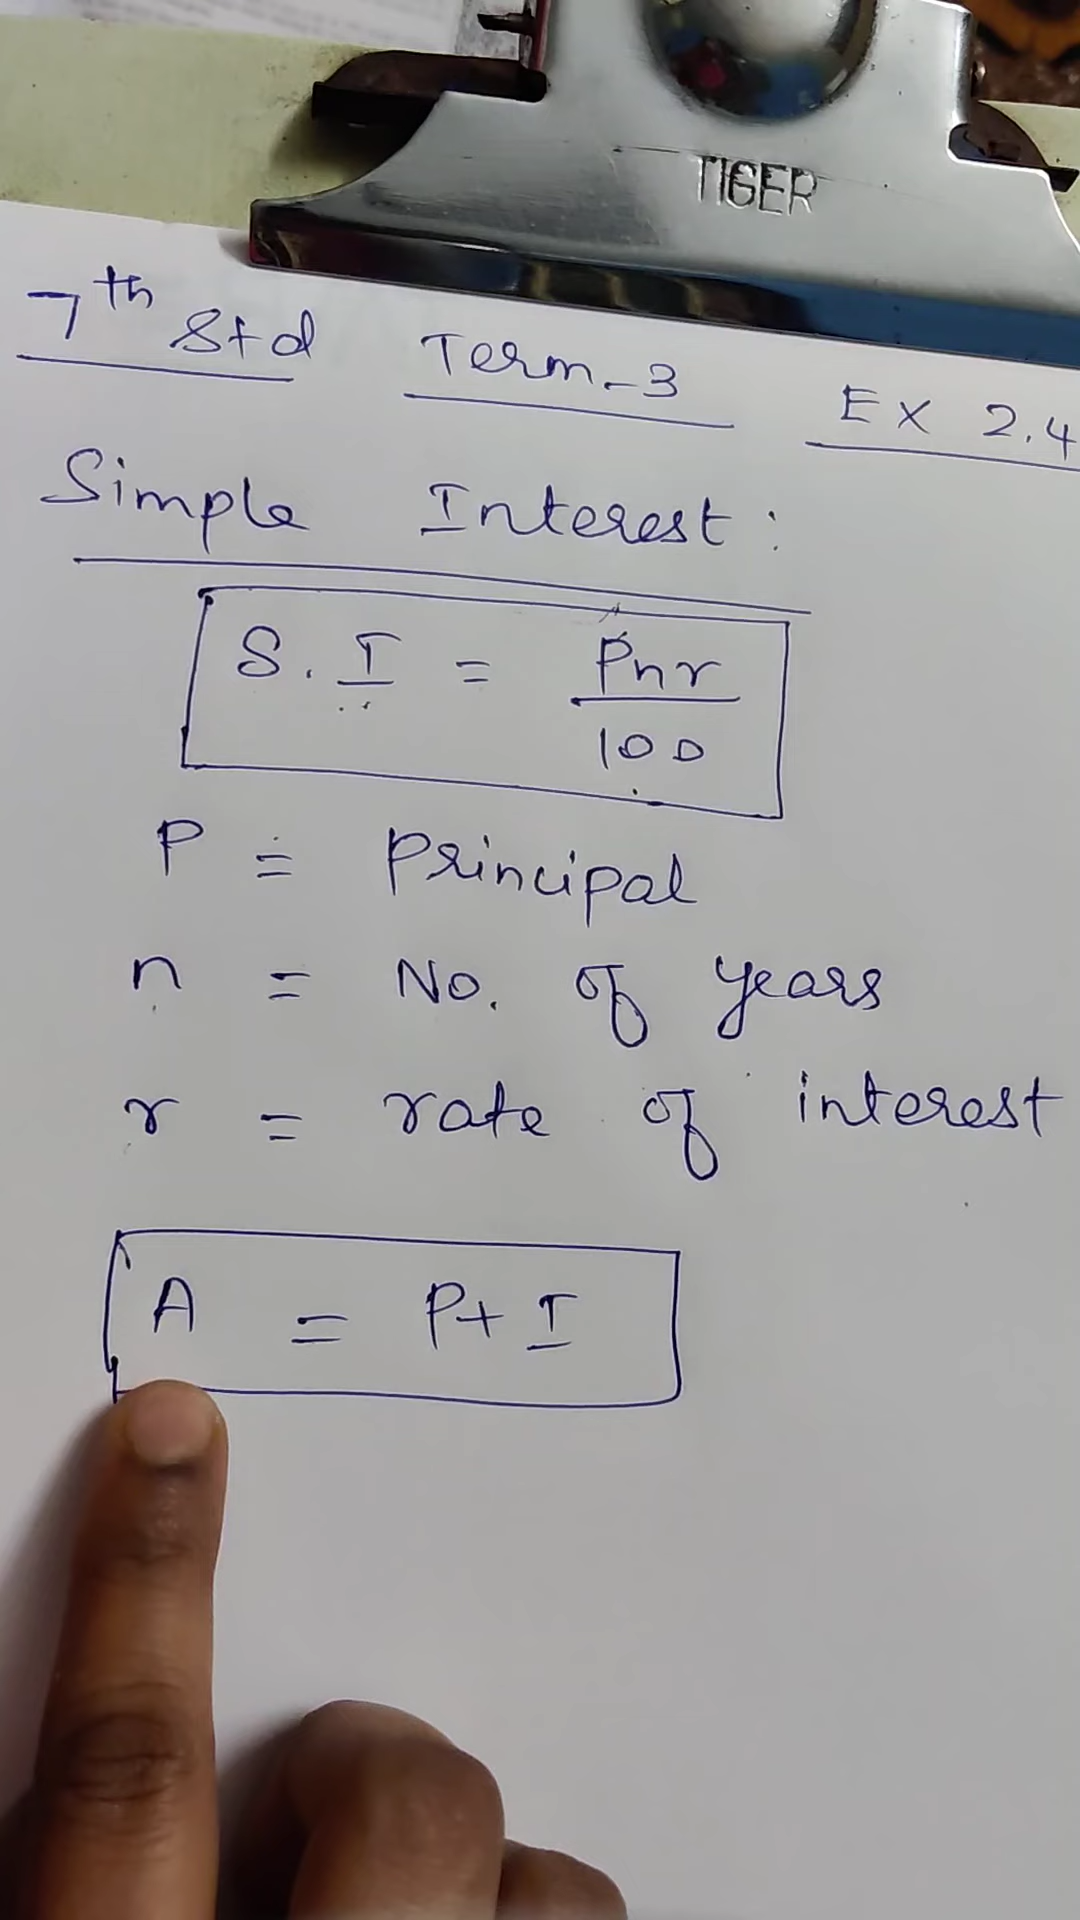 TIGER
7th Std Term-3 EX 2.4
Simple Interest:
S.I = Pnr
100
P = Principal
n = No. of years
r = rate of interest
A = P+I